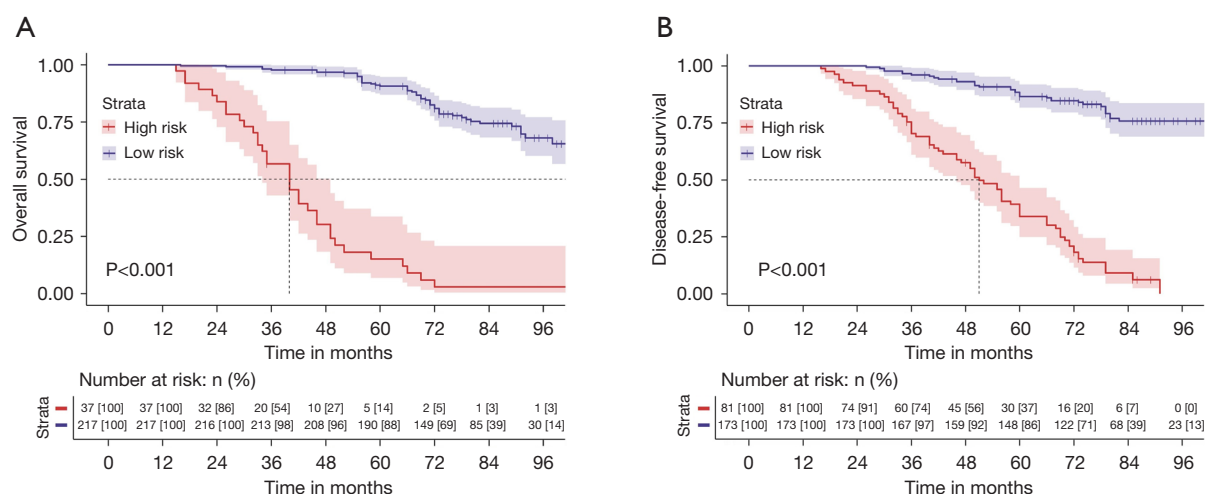 A
Overall survival
1.00
0.75
0.50
0.25
0.00
Strata
High risk
Low risk
P<0.001
0 12 24 36 48 60 72 84 96
Time in months
Number at risk: n (%)
Strata
37 [100] 37 [100] 32 [86] 20 [54] 10 [27] 5 [14] 2 [5] 1 [3] 1 [3]
217 [100] 217 [100] 216 [100] 213 [98] 208 [96] 190 [88] 149 [69] 85 [39] 30 [14]
0 12 24 36 48 60 72 84 96
Time in months
B
Disease-free survival
1.00
0.75
0.50
0.25
0.00
Strata
High risk
Low risk
P<0.001
0 12 24 36 48 60 72 84 96
Time in months
Number at risk: n (%)
Strata
81 [100] 81 [100] 74 [91] 60 [74] 45 [56] 30 [37] 16 [20] 6 [7] 0 [0]
173 [100] 173 [100] 173 [100] 167 [97] 159 [92] 148 [86] 122 [71] 68 [39] 23 [13]
0 12 24 36 48 60 72 84 96
Time in months